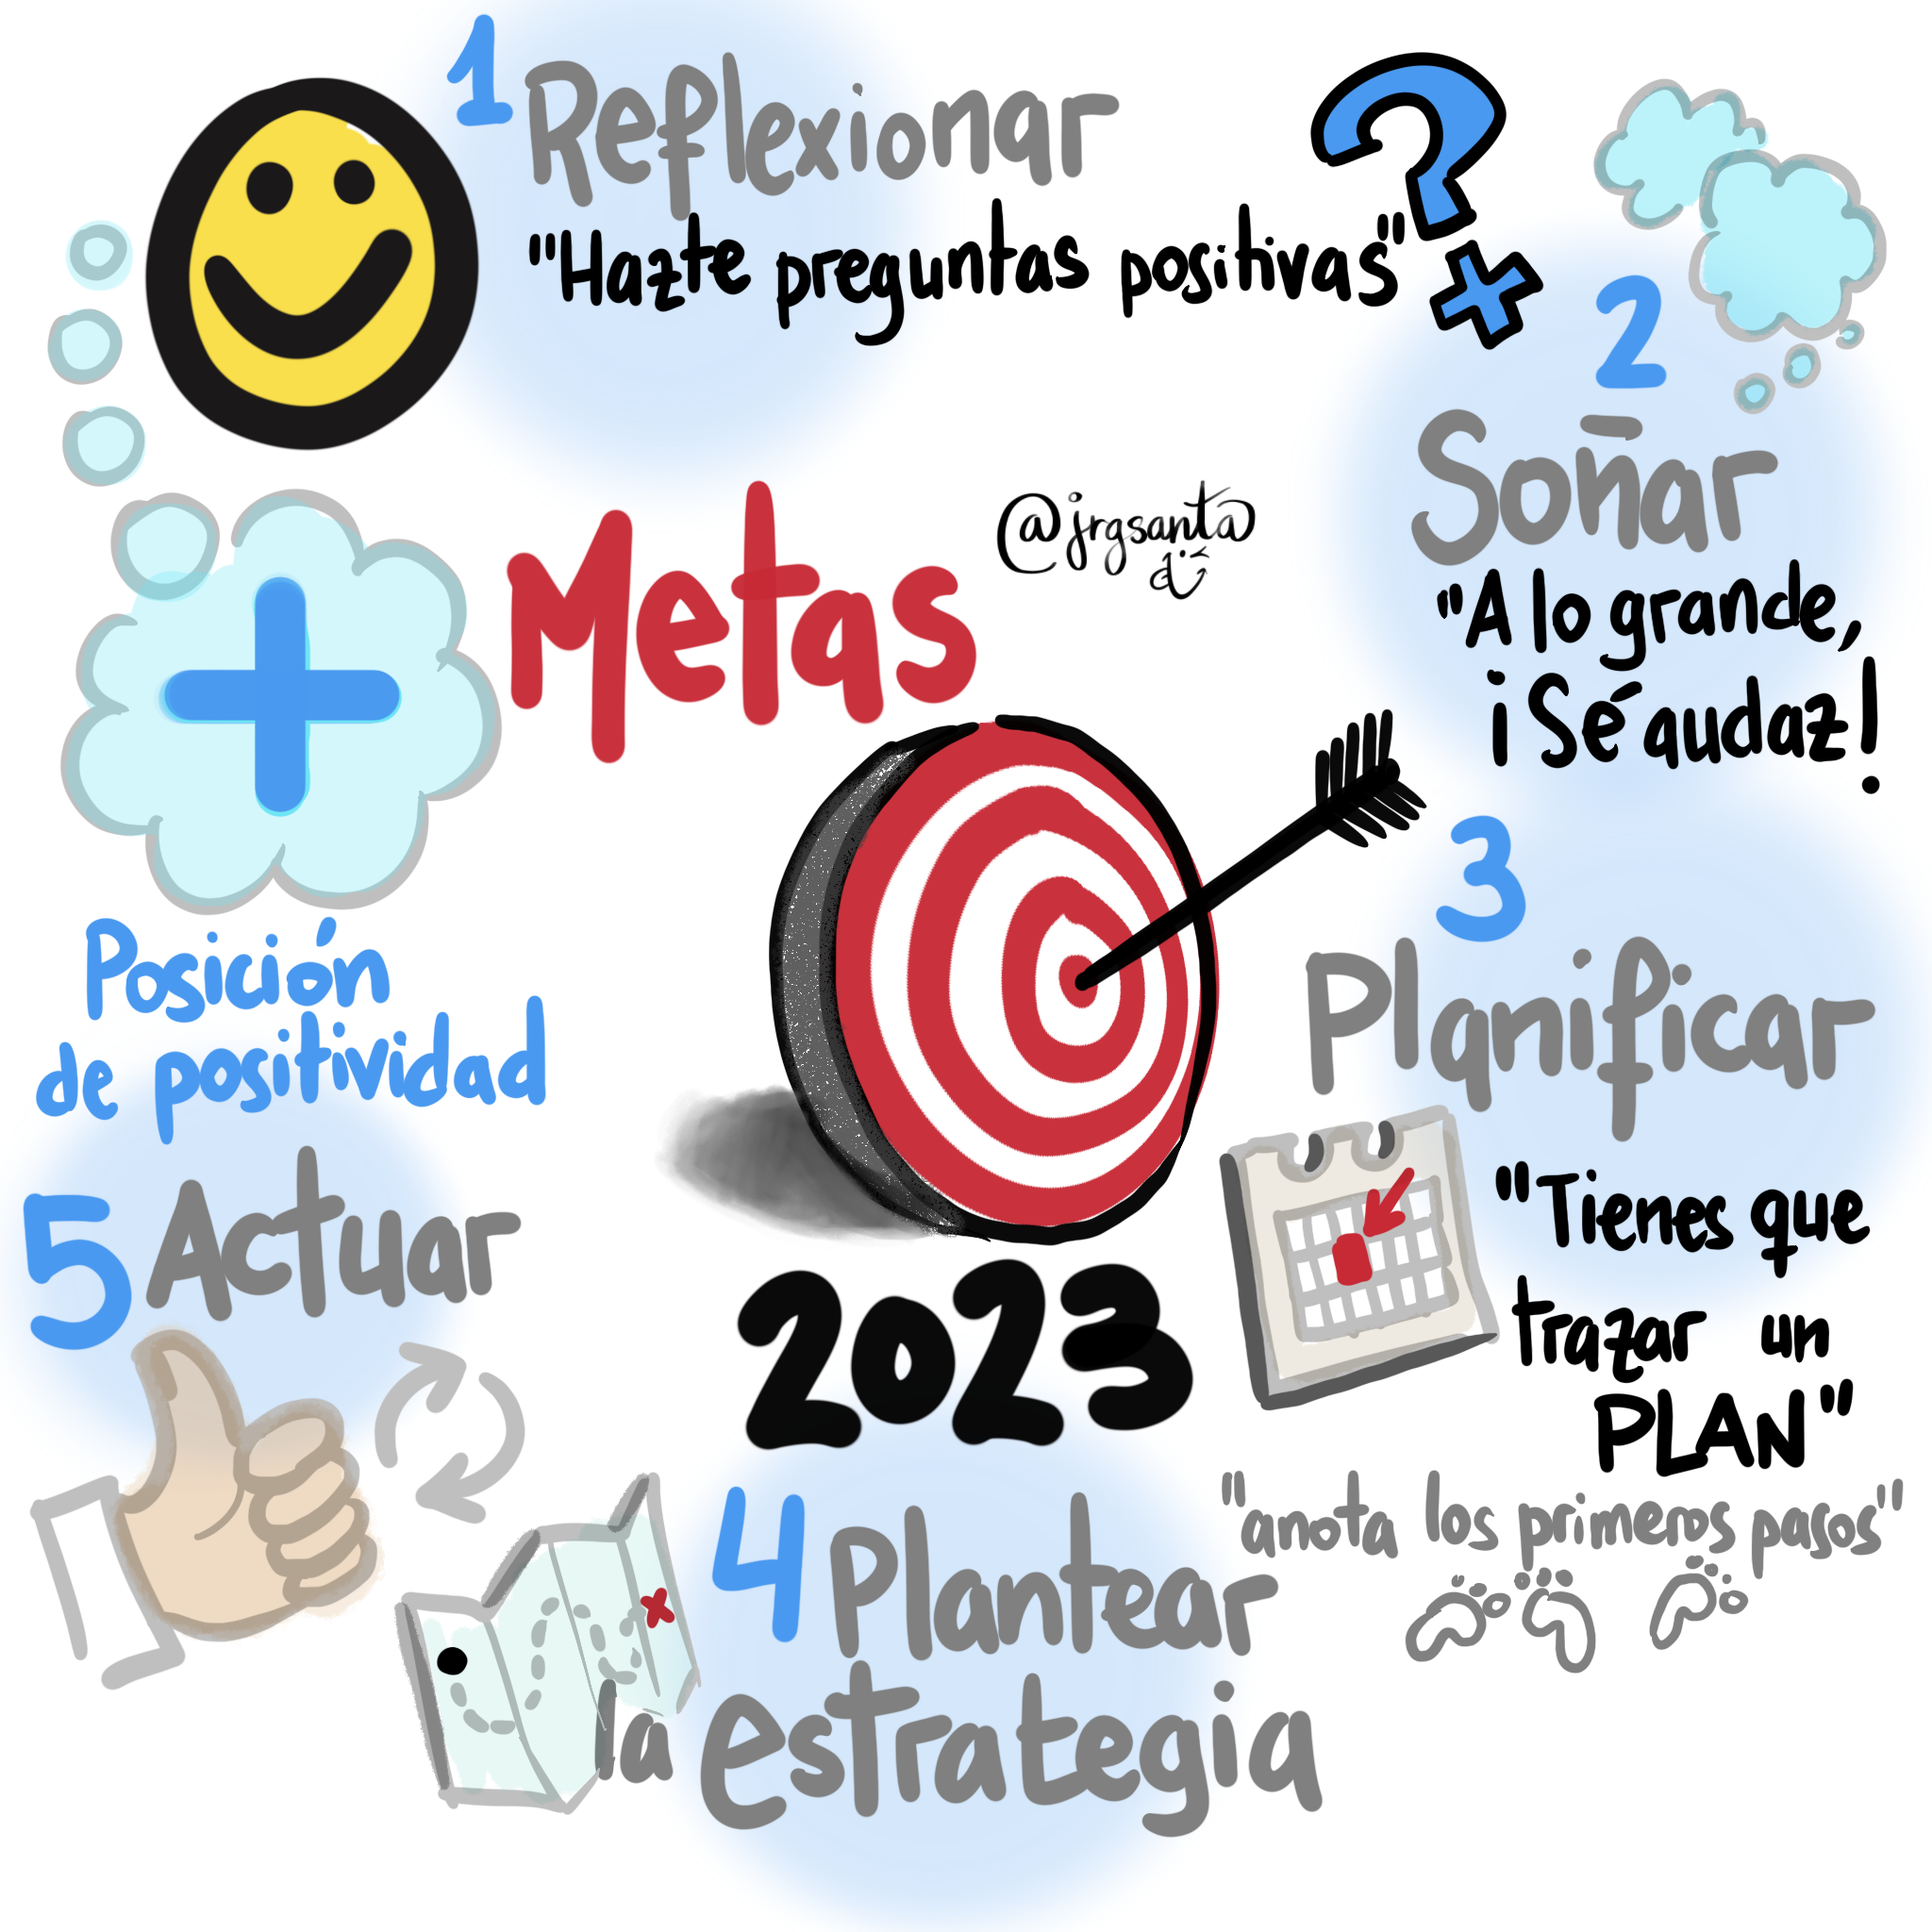 1 Reflexionar
"Hazte preguntas positivas"
?
2
Soñar
"A lo grande,
¡Sé audaz!
Metas
@jrgsanta
3
Planificar
"Tienes que
trazar un
PLAN"
"anota los primeros pasos"
4 Plantear
la estrategia
5 Actuar
Posición
de positividad
2023